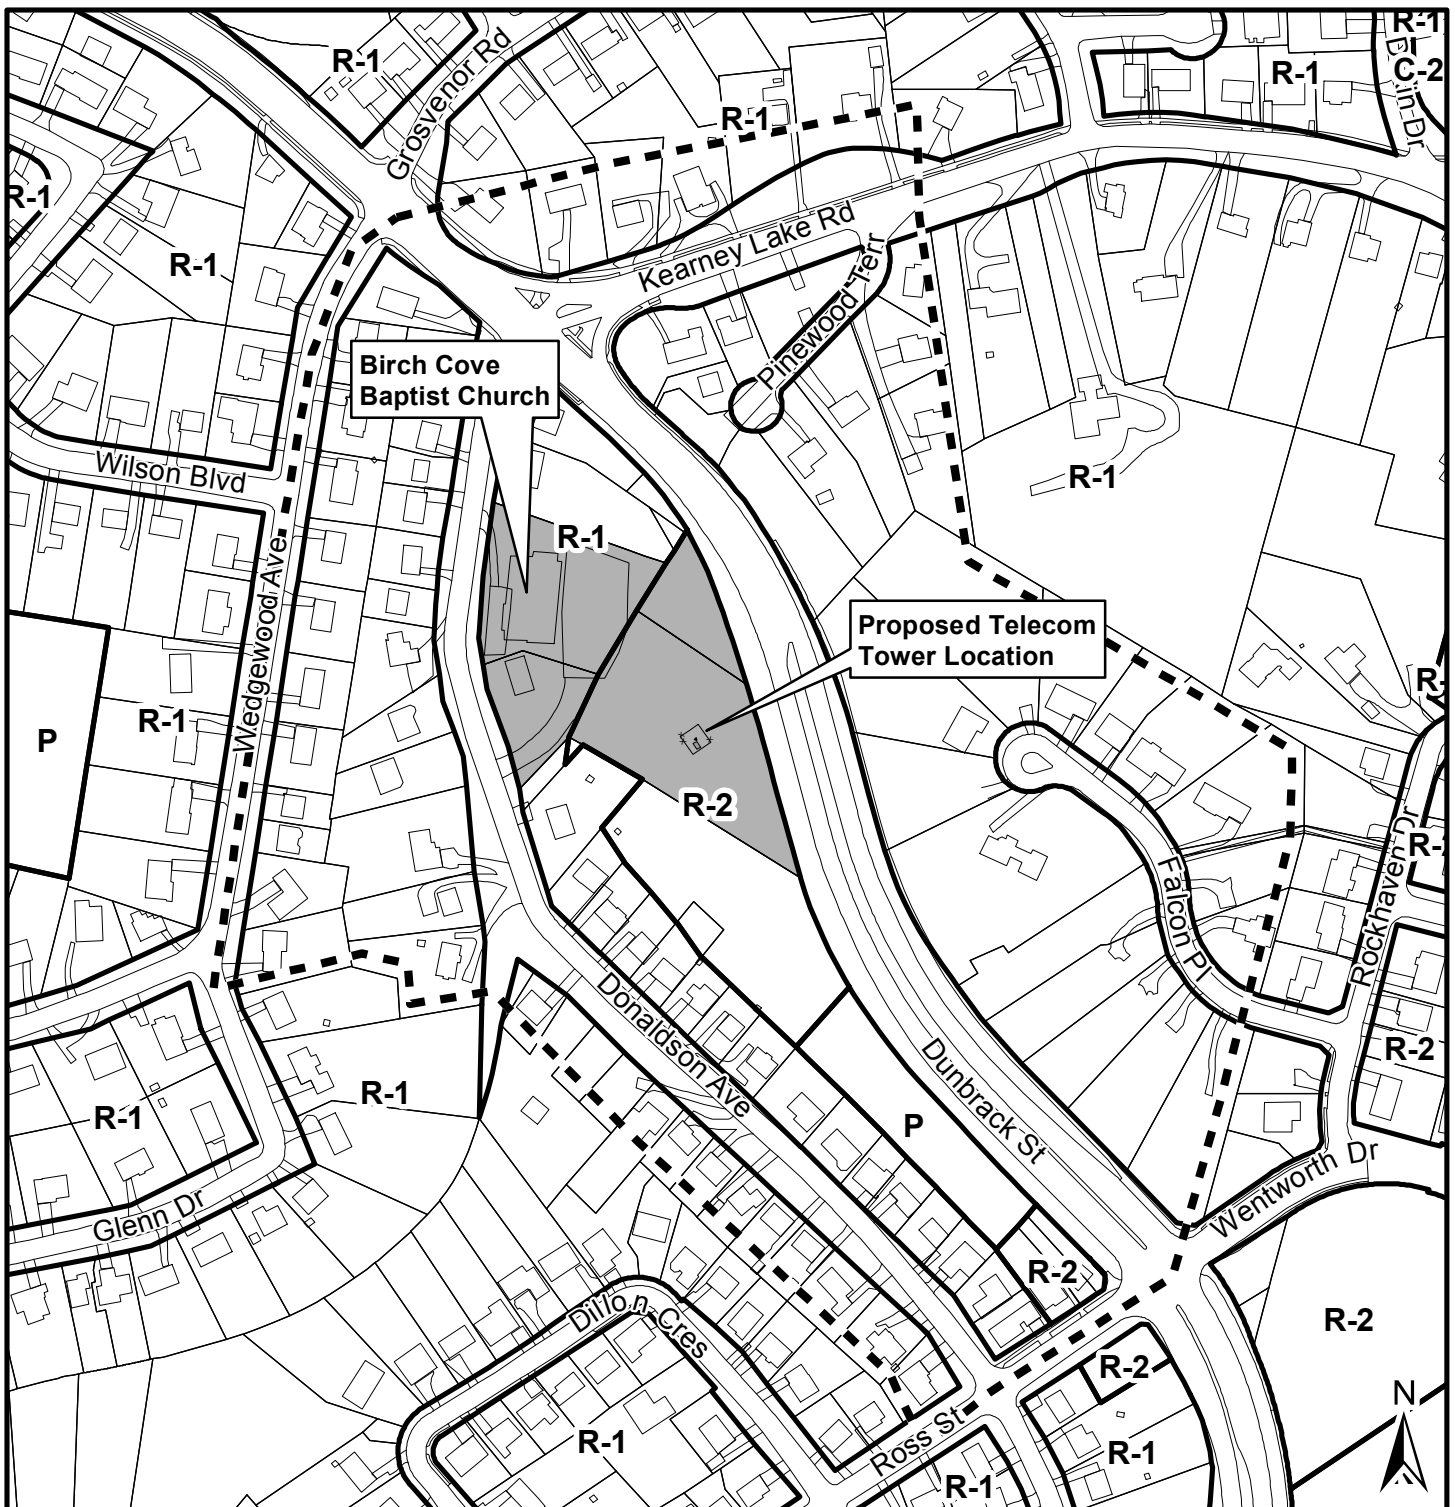 R-1
Grosvenor Rd
R-1
R-1
C-2
R-1
R-1
R-1
Kearney Lake Rd
Pinewood Terr
Birch Cove
Baptist Church
Wilson Blvd
R-1
R-1
Wedgewood Ave
Proposed Telecom
Tower Location
R-1
P
R-2
Falcon Pl
Rockhaven Dr
Donaldson Ave
Dunbrack St
R-2
R-1
R-1
P
Wentworth Dr
Glenn Dr
R-2
R-2
Dillon Cres
R-2
R-1
Ross St
R-1
R-1
N